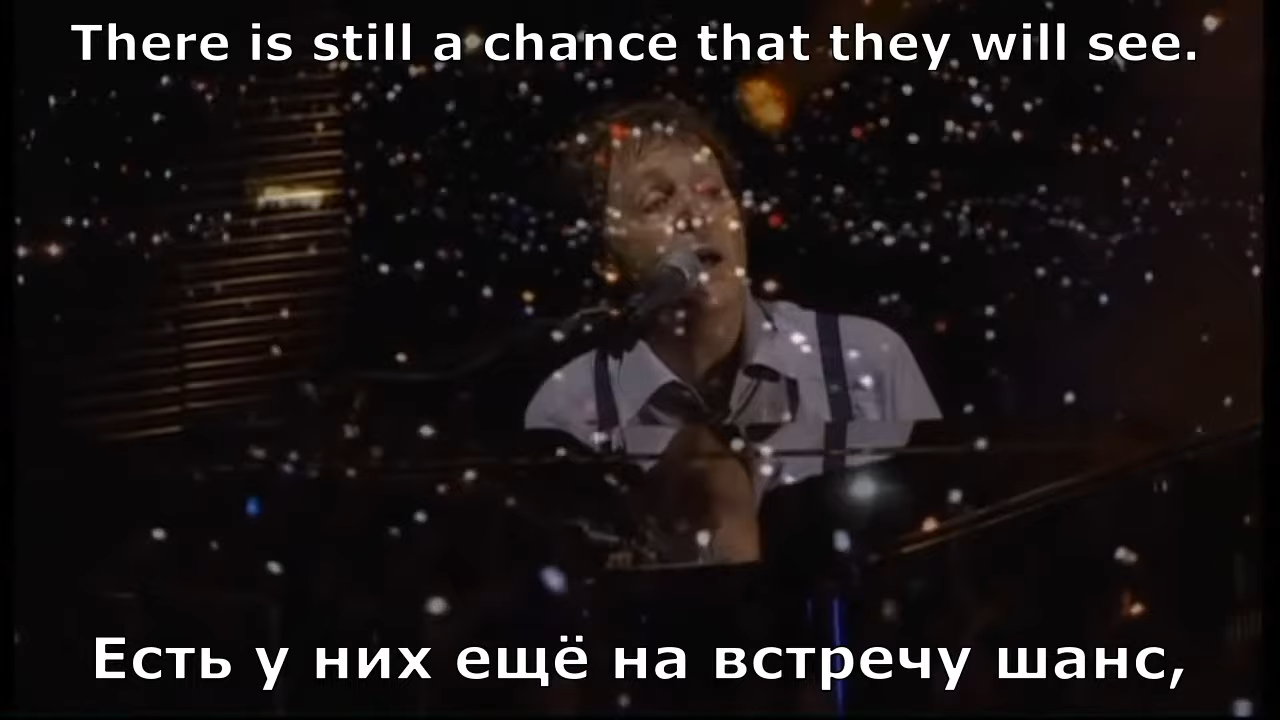 There is still a chance that they will see.
Есть у них ещё на встречу шанс,